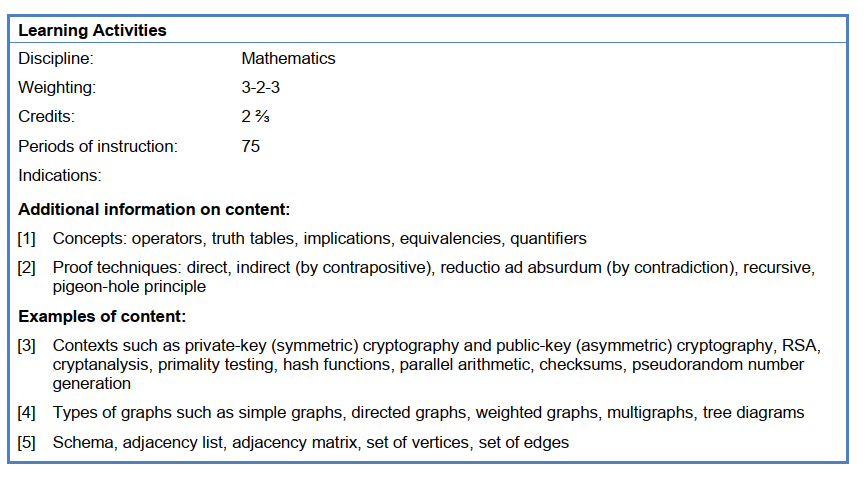 Learning Activities
Discipline: Mathematics
Weighting: 3-2-3
Credits: 2 ⅔
Periods of instruction: 75
Indications:
Additional information on content:
[1] Concepts: operators, truth tables, implications, equivalencies, quantifiers
[2] Proof techniques: direct, indirect (by contrapositive), reductio ad absurdum (by contradiction), recursive,
pigeon-hole principle
Examples of content:
[3] Contexts such as private-key (symmetric) cryptography and public-key (asymmetric) cryptography, RSA,
cryptanalysis, primality testing, hash functions, parallel arithmetic, checksums, pseudorandom number
generation
[4] Types of graphs such as simple graphs, directed graphs, weighted graphs, multigraphs, tree diagrams
[5] Schema, adjacency list, adjacency matrix, set of vertices, set of edges